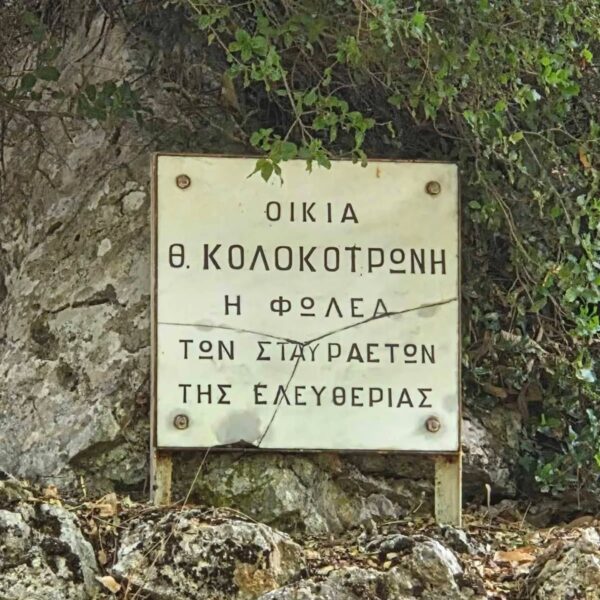 ΟΙΚΙΑ
Θ. ΚΟΛΟΚΟΤΡΩΝΗ
Η ΦΩΛΕΑ
ΤΩΝ ΣΤΑΥΡΑΕΤΩΝ
ΤΗΣ ΕΛΕΥΘΕΡΙΑΣ